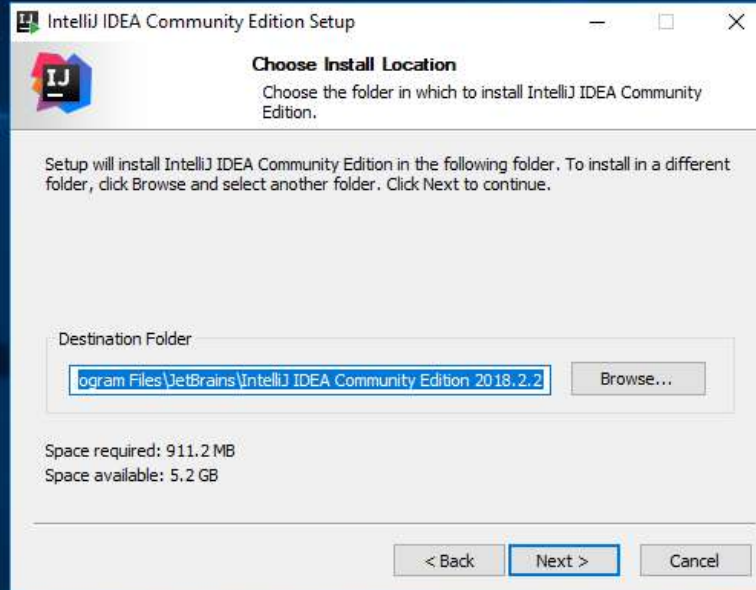 IntelliJ IDEA Community Edition Setup
IJ
Choose Install Location
Choose the folder in which to install IntelliJ IDEA Community
Edition.
Setup will install IntelliJ IDEA Community Edition in the following folder. To install in a different
folder, click Browse and select another folder. Click Next to continue.
Destination Folder
ogram Files\JetBrains\IntelliJ IDEA Community Edition 2018.2.2
Browse...
Space required: 911.2 MB
Space available: 5.2 GB
< Back
Next >
Cancel